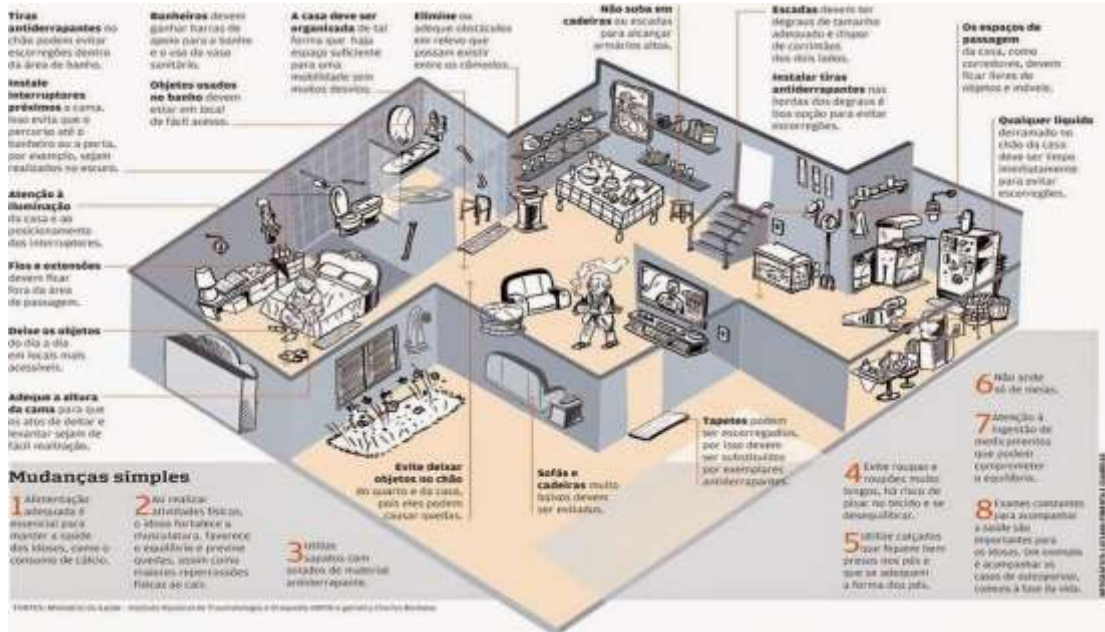 Tiras
antiderrapantes no
chão podem evitar
escorregões dentro
da área de banho.
Instale
interruptores
próximos a cama.
Isso evita que o
percurso até o
banheiro ou a porta,
por exemplo, sejam
realizados no escuro.
Atenção à
iluminação
da casa e ao
posicionamento
dos interruptores.
Fios e extensões
devem ficar
fora da área
de passagem.
Deixe os objetos
do dia a dia
em locais mais
acessíveis.
Adeque a altura
da cama para que
os atos de deitar e
levantar sejam de
fácil realização.
Banheiros devem
ganhar barras de
apoio para o banho
e o uso do vaso
sanitário.
Objetos usados
no banho devem
estar em local
de fácil acesso.
A casa deve ser
organizada de tal
forma que haja
espaço suficiente
para uma
mobilidade sem
muitos desvios.
Elimine ou
adeque obstáculos
em relevo que
possam existir
entre os cômodos.
Não suba em
cadeiras ou escadas
para alcançar
armários altos.
Escadas devem ter
degraus de tamanho
adequado e dispor
de corrimãos
nos dois lados.
Instalar tiras
antiderrapantes nas
bordas dos degraus é
boa opção para evitar
escorregões.
Os espaços de
passagem
da casa, como
corredores, devem
ficar livres de
objetos e móveis.
Qualquer líquido
derramado no
chão da casa
deve ser limpo
imediatamente
para evitar
escorregões.
Evite deixar
objetos no chão
do quarto e da casa,
pois eles podem
causar quedas.
Sofás e
cadeiras muito
baixos devem
ser evitados.
Tapetes podem
ser escorregadios,
por isso devem
ser substituídos
por exemplares
antiderrapantes.
Mudanças simples
1 Alimentação
adequada é
essencial para
manter a saúde
dos idosos, como o
consumo de cálcio.
2 Ao realizar
atividades físicas,
o idoso fortalece a
musculatura, favorece
o equilíbrio e previne
quedas, assim como
maiores repercussões
físicas ao cair.
3 Utilize
sapatos com
solados de material
antiderrapante.
4 Evite roupas e
roupões muito
longos, há risco de
pisar no tecido e se
desequilibrar.
5 Utilize calçados
que fiquem bem
presos nos pés e
que se adequem
a forma dos pés.
6 Não ande
só de meias.
7 Atenção à
ingestão de
medicamentos
que podem
comprometer
o equilíbrio.
8 Exames constantes
para acompanhar
a saúde são
importantes para
os idosos. Um exemplo
é acompanhar os
casos de osteoporose,
comuns à fase da vida.
FONTES: Ministério da Saúde - Instituto Nacional de Traumatologia e Ortopedia (INTO) e geriatra